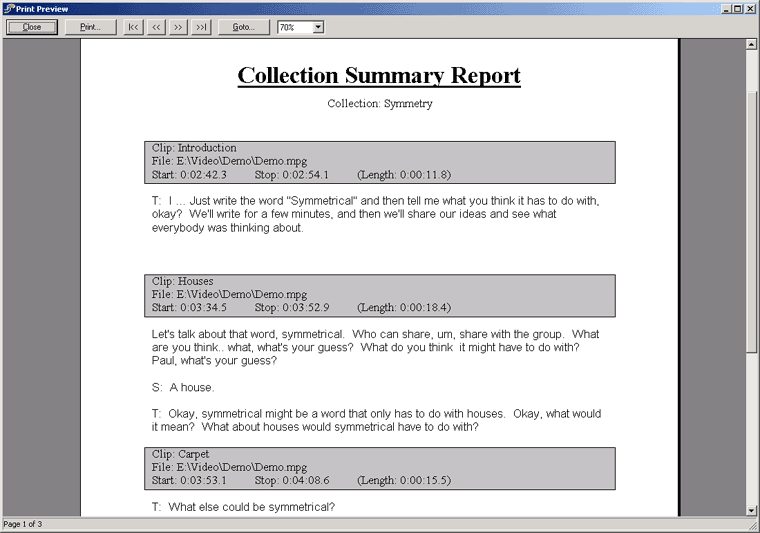 Print Preview
Close Print... |<< << >> >>| Goto... 70%
Collection Summary Report
Collection: Symmetry
Clip: Introduction
File: E:\Video\Demo\Demo.mpg
Start: 0:02:42.3 Stop: 0:02:54.1 (Length: 0:00:11.8)
T: I ... Just write the word "Symmetrical" and then tell me what you think it has to do with,
okay? We'll write for a few minutes, and then we'll share our ideas and see what
everybody was thinking about.
Clip: Houses
File: E:\Video\Demo\Demo.mpg
Start: 0:03:34.5 Stop: 0:03:52.9 (Length: 0:00:18.4)
Let's talk about that word, symmetrical. Who can share, um, share with the group. What
are you think.. what, what's your guess? What do you think it might have to do with?
Paul, what's your guess?
S: A house.
T: Okay, symmetrical might be a word that only has to do with houses. Okay, what would
it mean? What about houses would symmetrical have to do with?
Clip: Carpet
File: E:\Video\Demo\Demo.mpg
Start: 0:03:53.1 Stop: 0:04:08.6 (Length: 0:00:15.5)
T: What else could be symmetrical?
Page 1 of 3